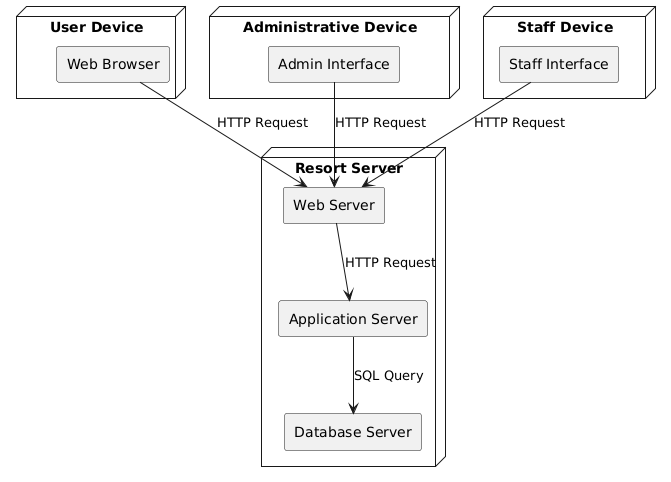 User Device
Administrative Device
Staff Device
Web Browser
Admin Interface
Staff Interface
HTTP Request
HTTP Request
HTTP Request
Resort Server
Web Server
HTTP Request
Application Server
SQL Query
Database Server